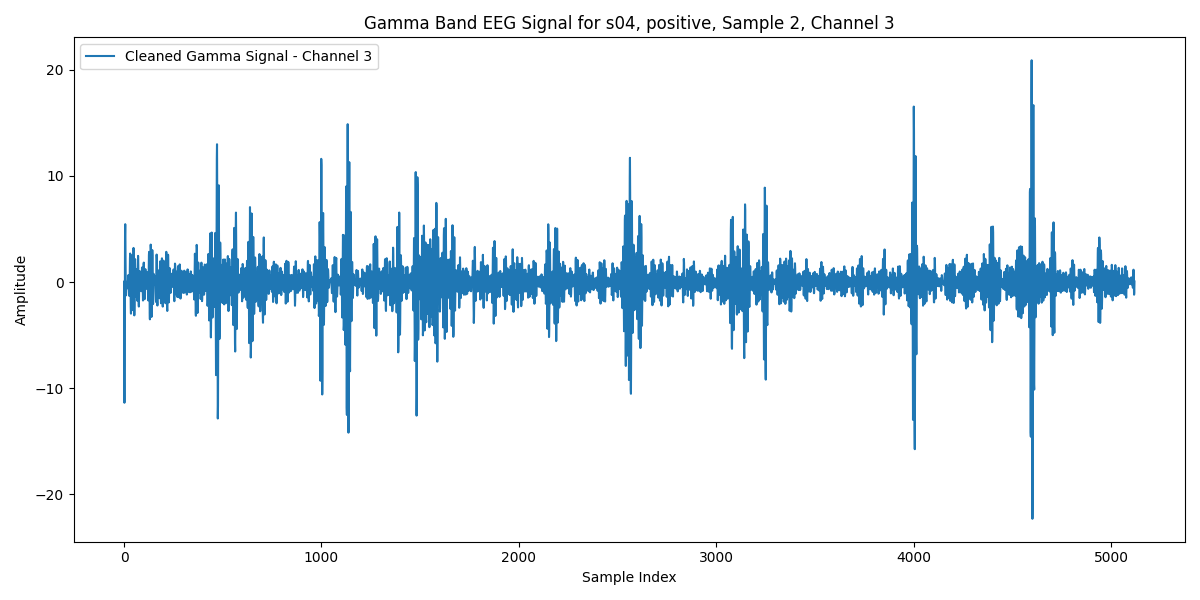 Gamma Band EEG Signal for s04, positive, Sample 2, Channel 3
Cleaned Gamma Signal - Channel 3
Amplitude
20
10
0
−10
−20
0 1000 2000 3000 4000 5000
Sample Index